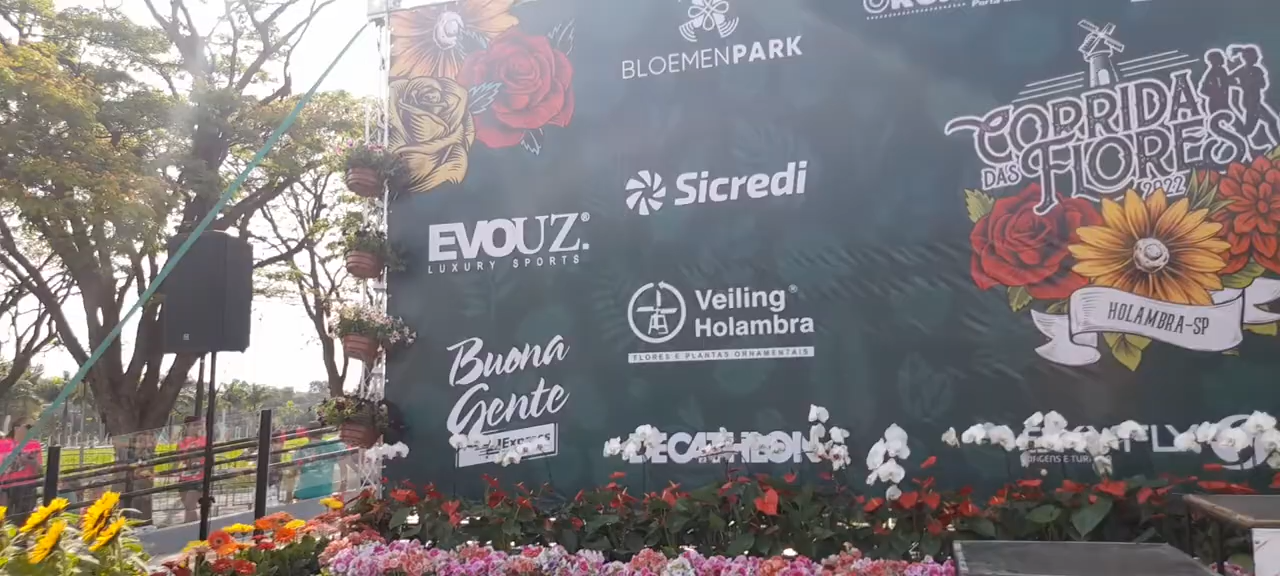 BLOEMENPARK
Sicredi
EVOUZ.®
LUXURY SPORTS
Veiling®
Holambra
FLORES E PLANTAS ORNAMENTAIS
Buona
Gente
Express
DECATHLON
CORRIDA
DAS FLORES
2022
HOLAMBRA-SP